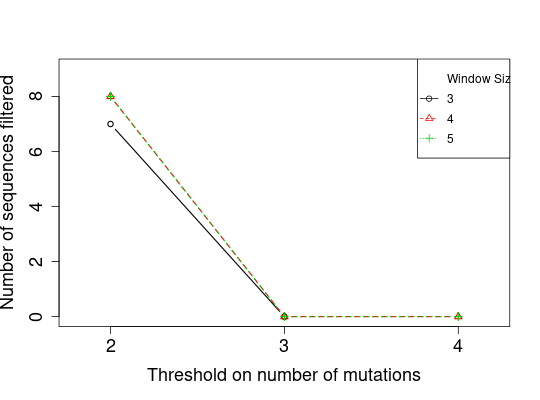 Window Siz
3
4
5
Number of sequences filtered
8
6
4
2
0
2 3 4
Threshold on number of mutations